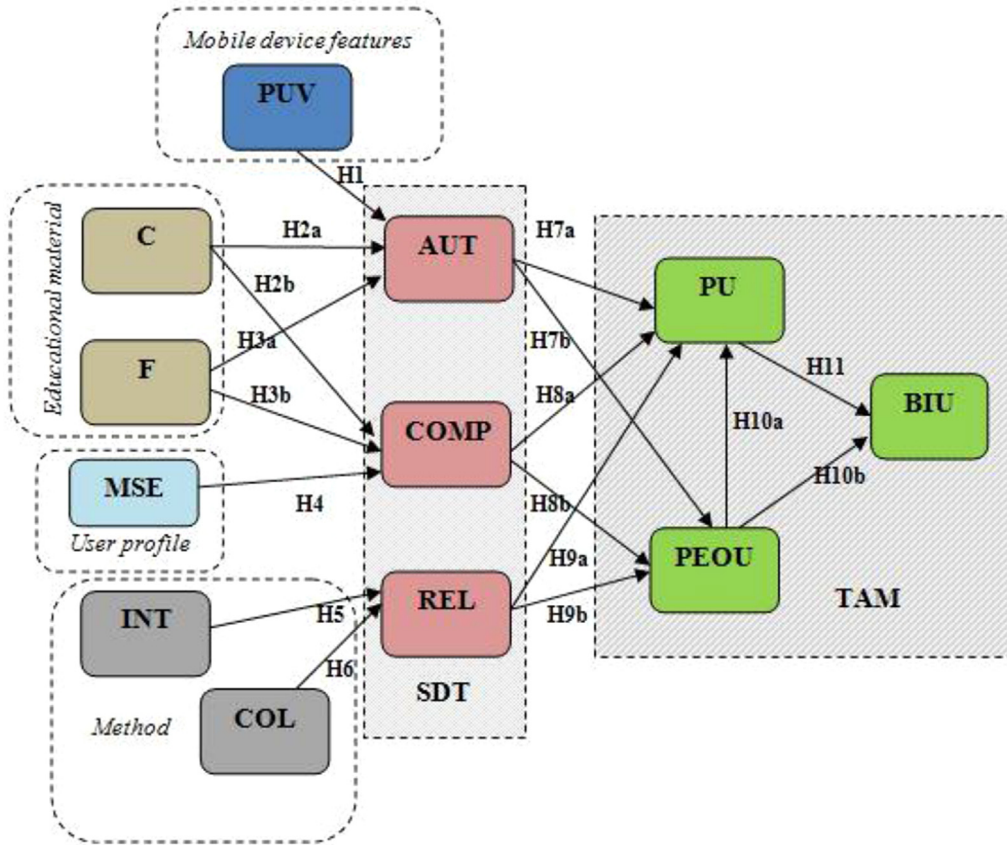 Mobile device features
PUV
H1
Educational material
C
F
H2a
H2b
H3a
H3b
MSE
User profile
H4
INT
COL
Method
H5
H6
AUT
COMP
REL
SDT
H7a
H7b
H8a
H8b
H9a
H9b
PU
PEOU
H10a
H11
H10b
BIU
TAM